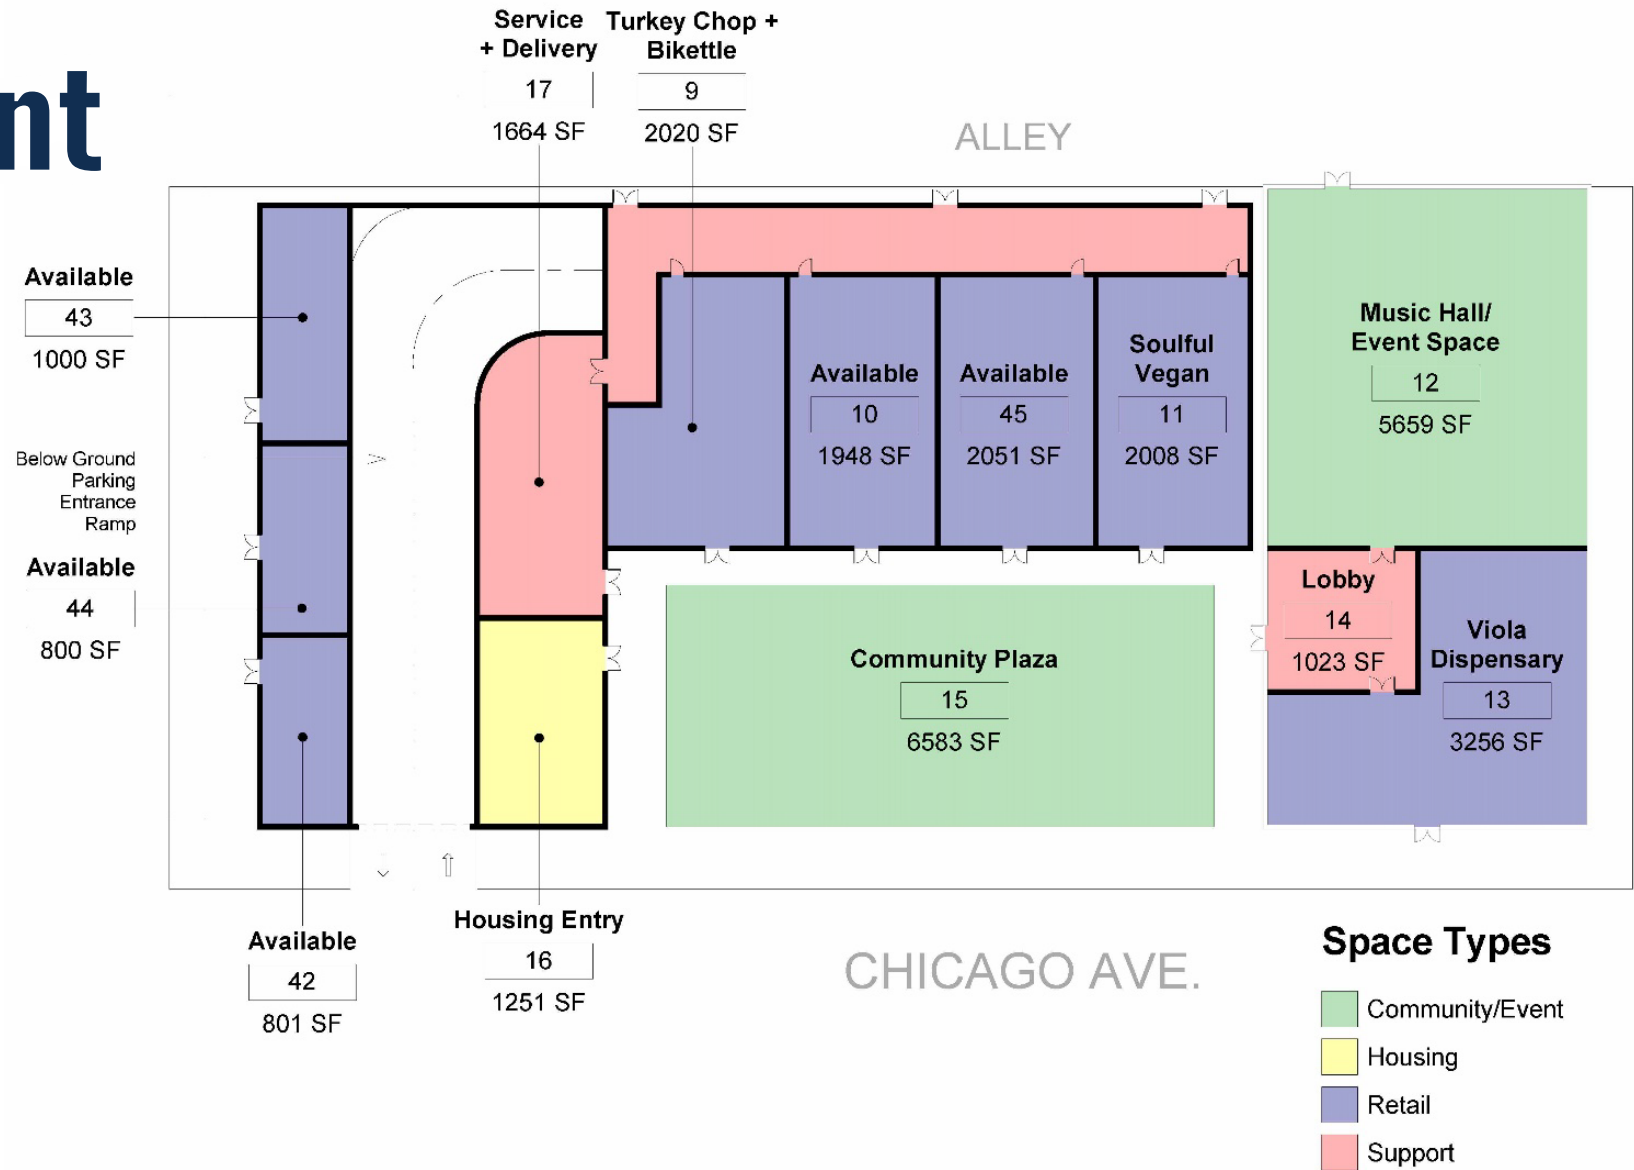 nt
Service
+ Delivery
17
1664 SF
Turkey Chop +
Bikettle
9
2020 SF
ALLEY
Available
43
1000 SF
Below Ground
Parking
Entrance
Ramp
Available
44
800 SF
Available
10
1948 SF
Available
45
2051 SF
Soulful
Vegan
11
2008 SF
Music Hall/
Event Space
12
5659 SF
Lobby
14
1023 SF
Viola
Dispensary
13
3256 SF
Community Plaza
15
6583 SF
Available
42
801 SF
Housing Entry
16
1251 SF
CHICAGO AVE.
Space Types
Community/Event
Housing
Retail
Support